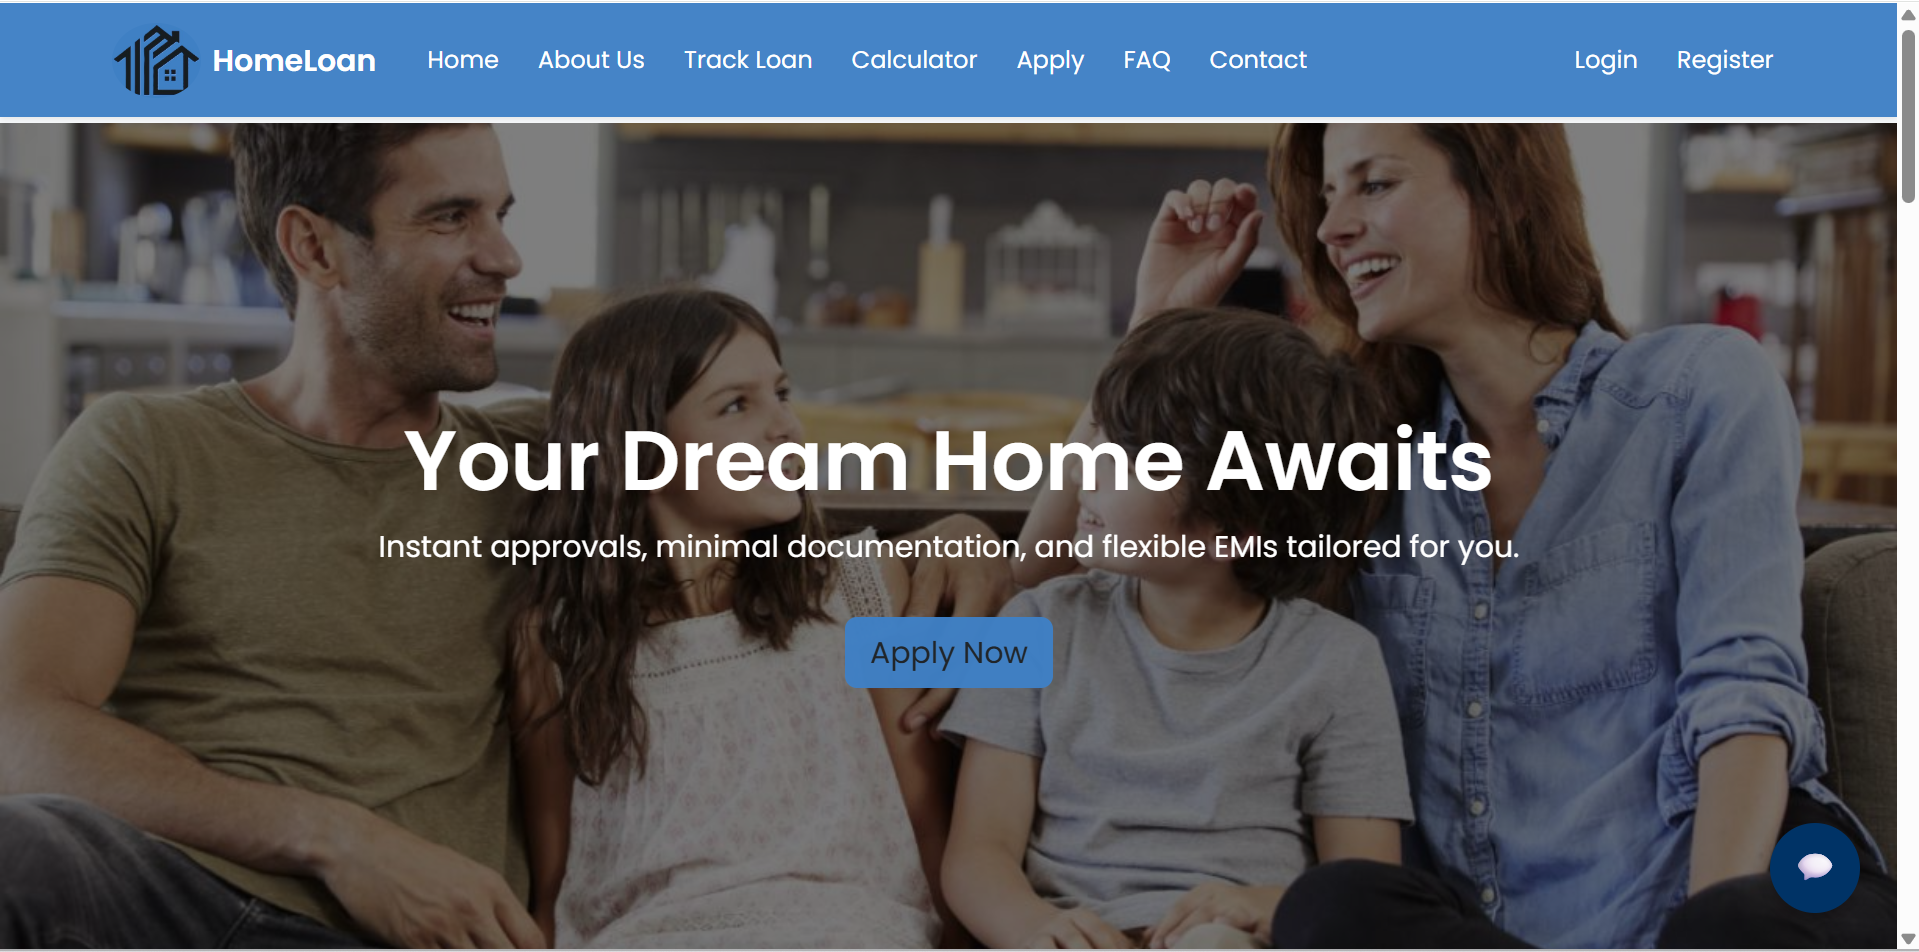 HomeLoan Home About Us Track Loan Calculator Apply FAQ Contact Login Register
Your Dream Home Awaits
Instant approvals, minimal documentation, and flexible EMIs tailored for you.
Apply Now